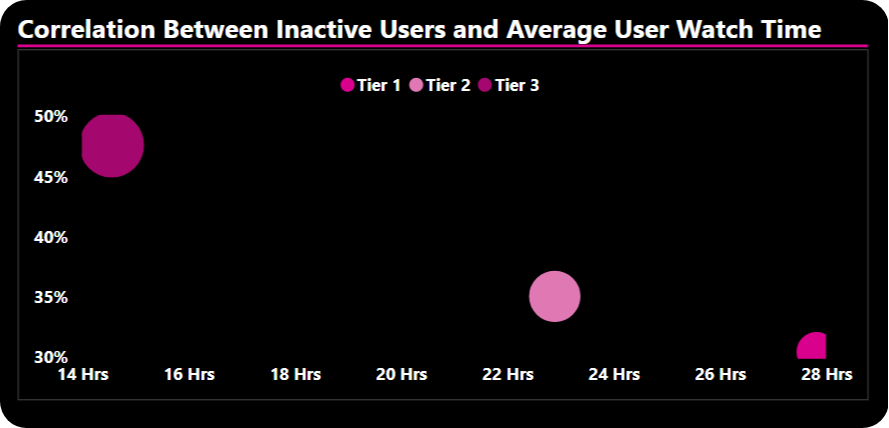 Correlation Between Inactive Users and Average User Watch Time
Tier 1 Tier 2 Tier 3
50%
45%
40%
35%
30%
14 Hrs 16 Hrs 18 Hrs 20 Hrs 22 Hrs 24 Hrs 26 Hrs 28 Hrs